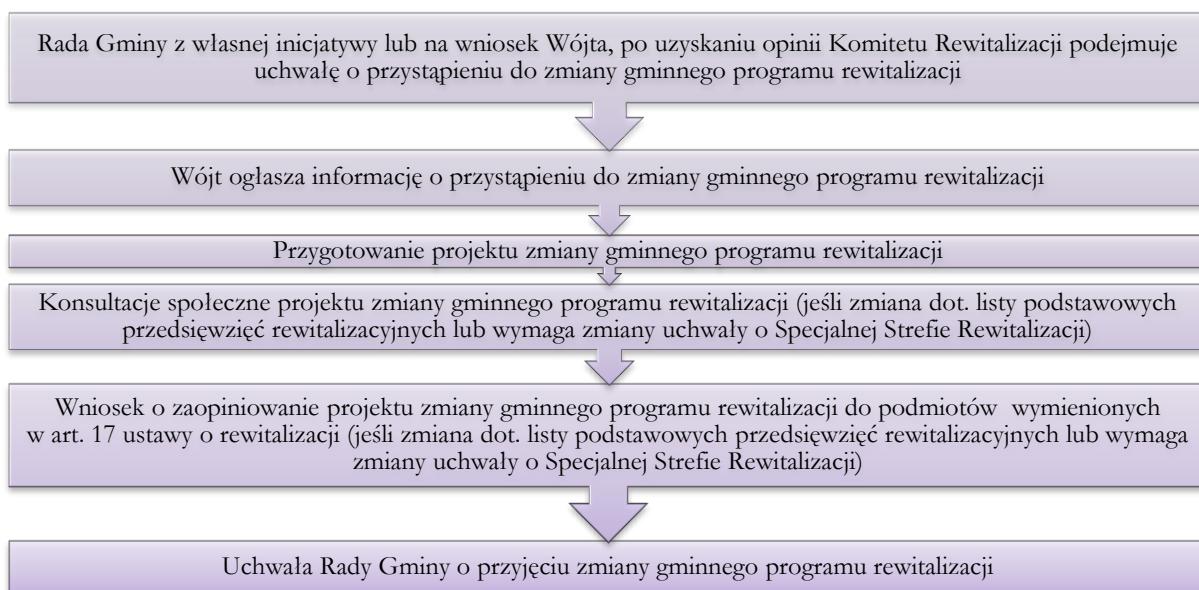 Rada Gminy z własnej inicjatywy lub na wniosek Wójta, po uzyskaniu opinii Komitetu Rewitalizacji podejmuje
uchwałę o przystąpieniu do zmiany gminnego programu rewitalizacji
Wójt ogłasza informację o przystąpieniu do zmiany gminnego programu rewitalizacji
Przygotowanie projektu zmiany gminnego programu rewitalizacji
Konsultacje społeczne projektu zmiany gminnego programu rewitalizacji (jeśli zmiana dot. listy podstawowych
przedsięwzięć rewitalizacyjnych lub wymaga zmiany uchwały o Specjalnej Strefie Rewitalizacji)
Wniosek o zaopiniowanie projektu zmiany gminnego programu rewitalizacji do podmiotów wymienionych
w art. 17 ustawy o rewitalizacji (jeśli zmiana dot. listy podstawowych przedsięwzięć rewitalizacyjnych lub wymaga
zmiany uchwały o Specjalnej Strefie Rewitalizacji)
Uchwała Rady Gminy o przyjęciu zmiany gminnego programu rewitalizacji